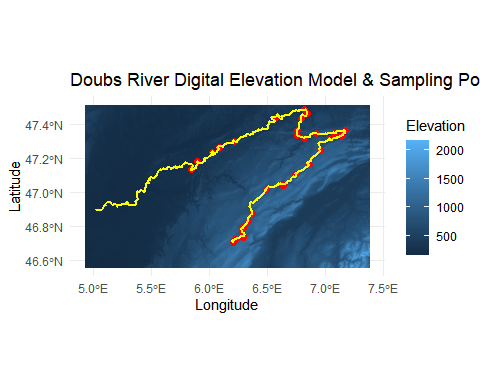 Doubs River Digital Elevation Model & Sampling Po
Elevation
2000
1500
1000
500
47.4°N
47.2°N
47.0°N
46.8°N
46.6°N
Latitude
5.0°E 5.5°E 6.0°E 6.5°E 7.0°E 7.5°E
Longitude